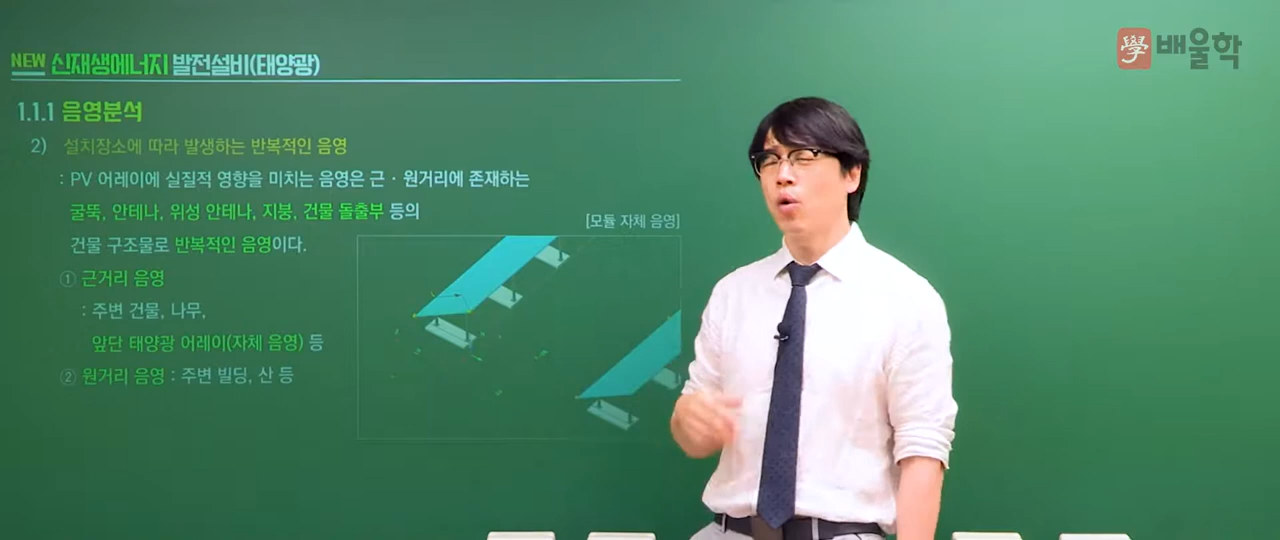 NEW 신재생에너지 발전설비(태양광)
學 배울학
1.1.1 음영분석
2) 설치장소에 따라 발생하는 반복적인 음영
: PV 어레이에 실질적 영향을 미치는 음영은 근·원거리에 존재하는
굴뚝, 안테나, 위성 안테나, 지붕, 건물 돌출부 등의
[모듈 자체 음영]
건물 구조물로 반복적인 음영이다.
① 근거리 음영
: 주변 건물, 나무,
앞단 태양광 어레이(자체 음영) 등
② 원거리 음영 : 주변 빌딩, 산 등